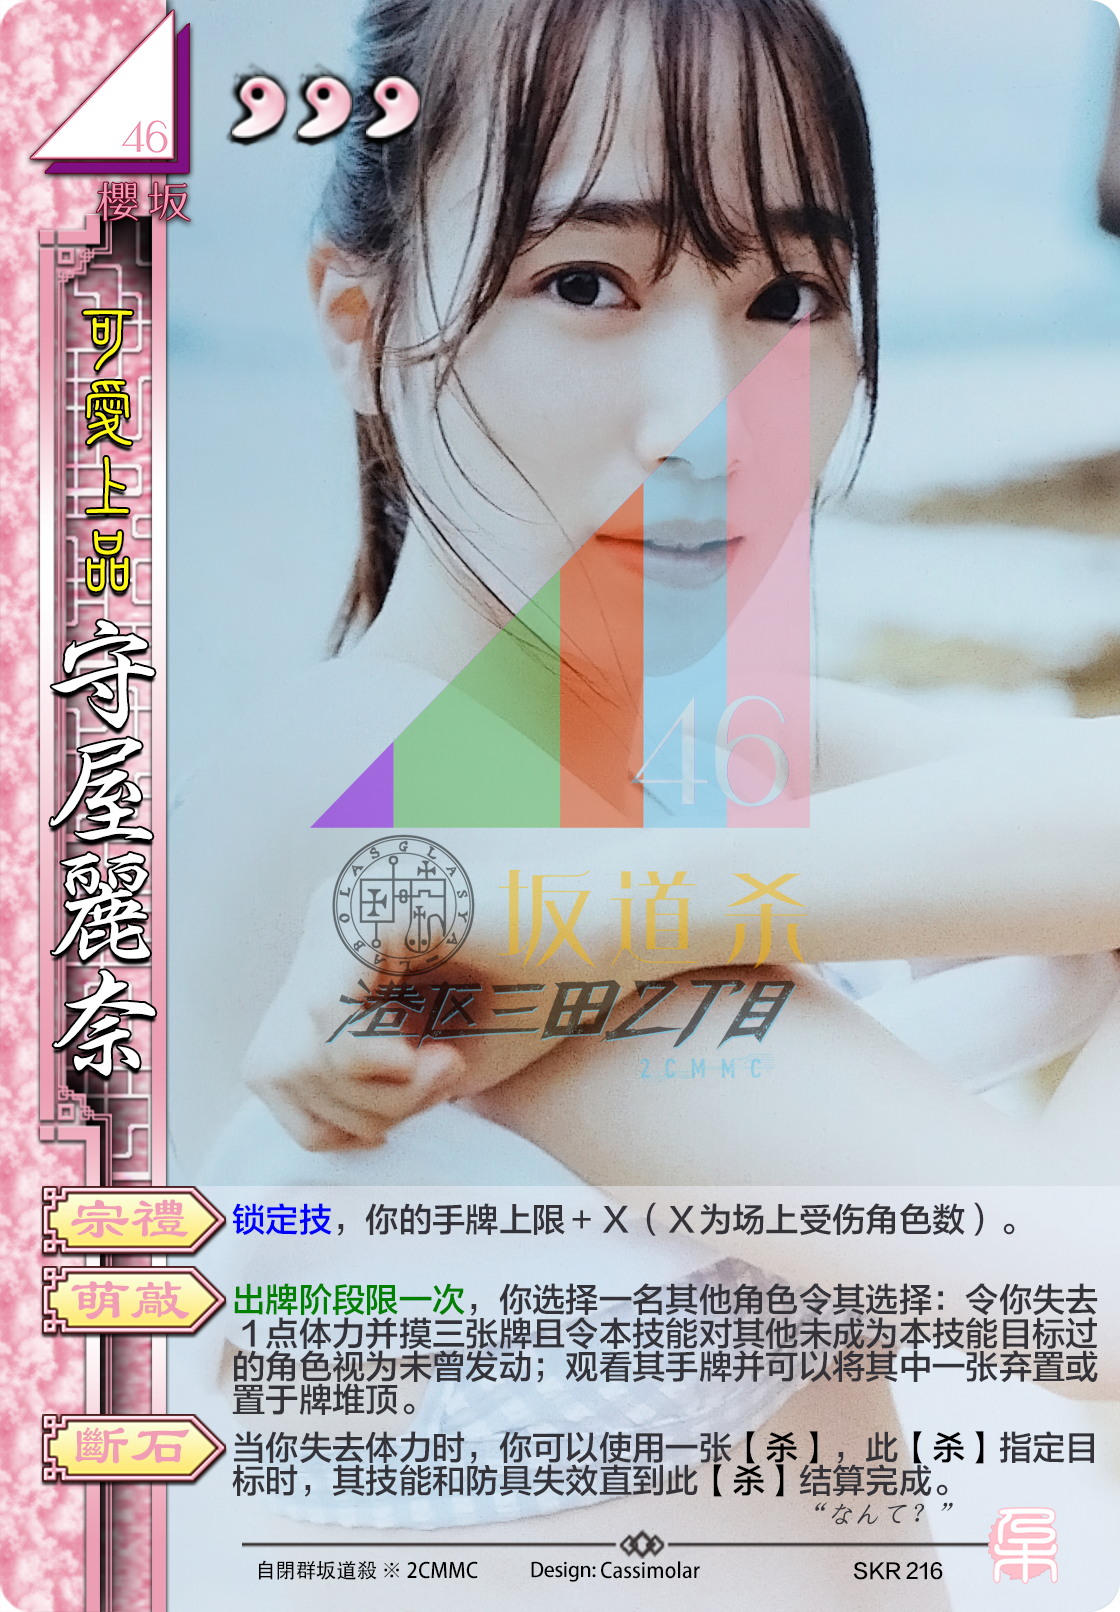 46
櫻坂
可愛上品
守屋麗奈
46
GLASYA-LABOLAS
坂道杀
港区三田2丁目
2CMMC
宗禮
锁定技，你的手牌上限＋Ｘ（Ｘ为场上受伤角色数）。
萌敲
出牌阶段限一次，你选择一名其他角色令其选择：令你失去
１点体力并摸三张牌且令本技能对其他未成为本技能目标过
的角色视为未曾发动；观看其手牌并可以将其中一张弃置或
置于牌堆顶。
斷石
当你失去体力时，你可以使用一张【杀】，此【杀】指定目
标时，其技能和防具失效直到此【杀】结算完成。
“なんて？”
自閉群坂道殺 ※ 2CMMC
Design: Cassimolar
SKR 216